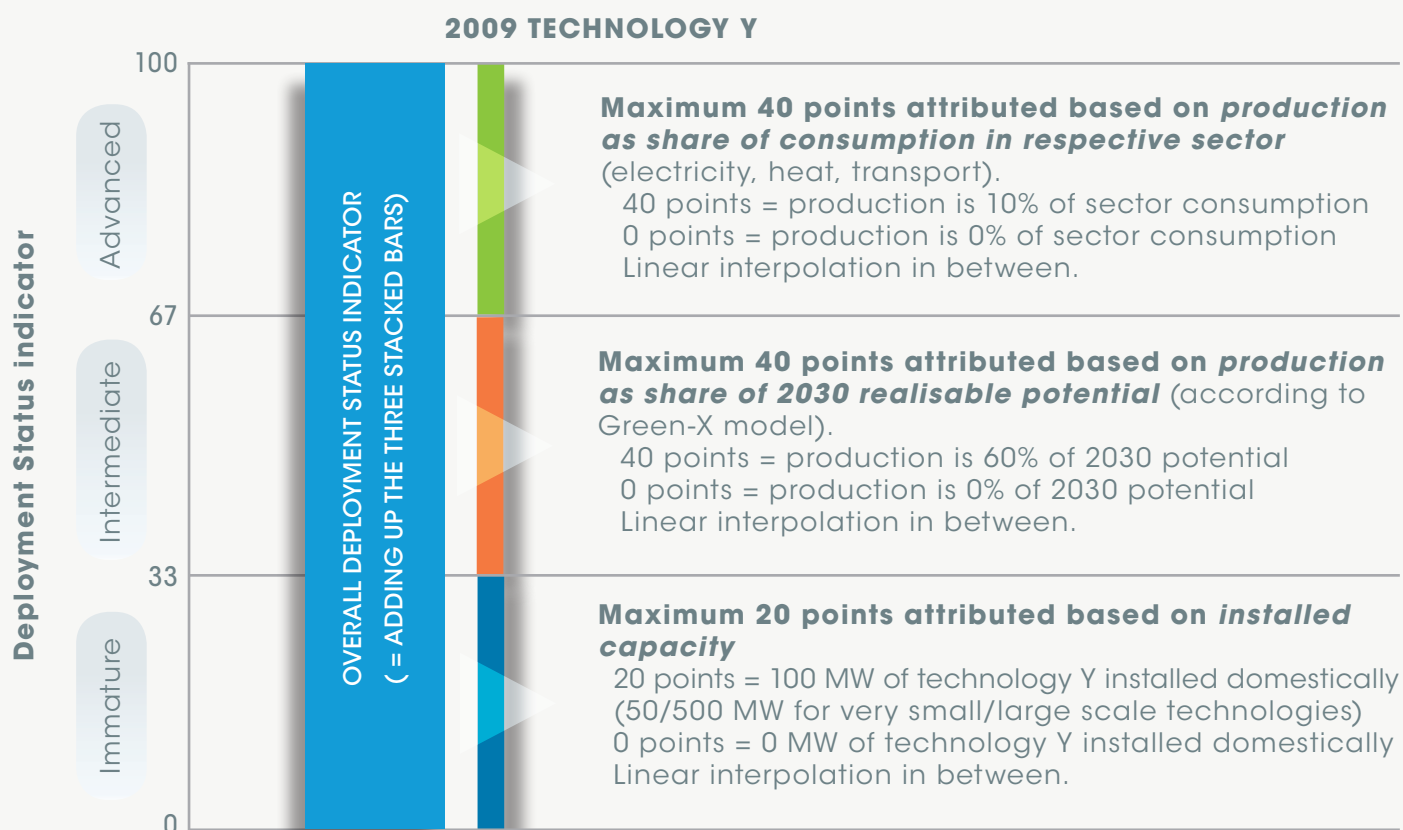 2009 TECHNOLOGY Y
Deployment Status indicator
100
67
33
0
Advanced
Intermediate
Immature
OVERALL DEPLOYMENT STATUS INDICATOR
( = ADDING UP THE THREE STACKED BARS)
Maximum 40 points attributed based on production
as share of consumption in respective sector
(electricity, heat, transport).
40 points = production is 10% of sector consumption
0 points = production is 0% of sector consumption
Linear interpolation in between.
Maximum 40 points attributed based on production
as share of 2030 realisable potential (according to
Green-X model).
40 points = production is 60% of 2030 potential
0 points = production is 0% of 2030 potential
Linear interpolation in between.
Maximum 20 points attributed based on installed
capacity
20 points = 100 MW of technology Y installed domestically
(50/500 MW for very small/large scale technologies)
0 points = 0 MW of technology Y installed domestically
Linear interpolation in between.